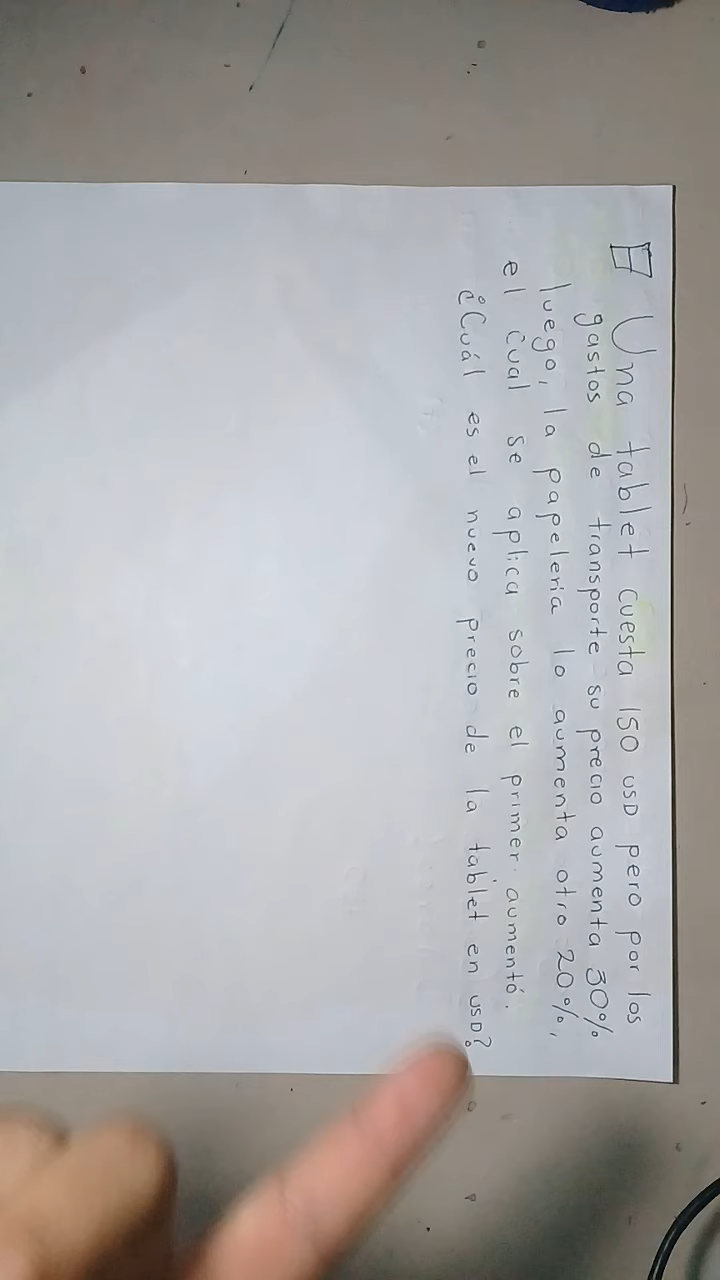 Una tablet cuesta 150 USD pero por los
gastos de transporte su precio aumenta 30%
luego, la papeleria lo aumenta otro 20%,
el cual se aplica sobre el primer aumentó.
¿Cuál es el nuevo precio de la tablet en USD?